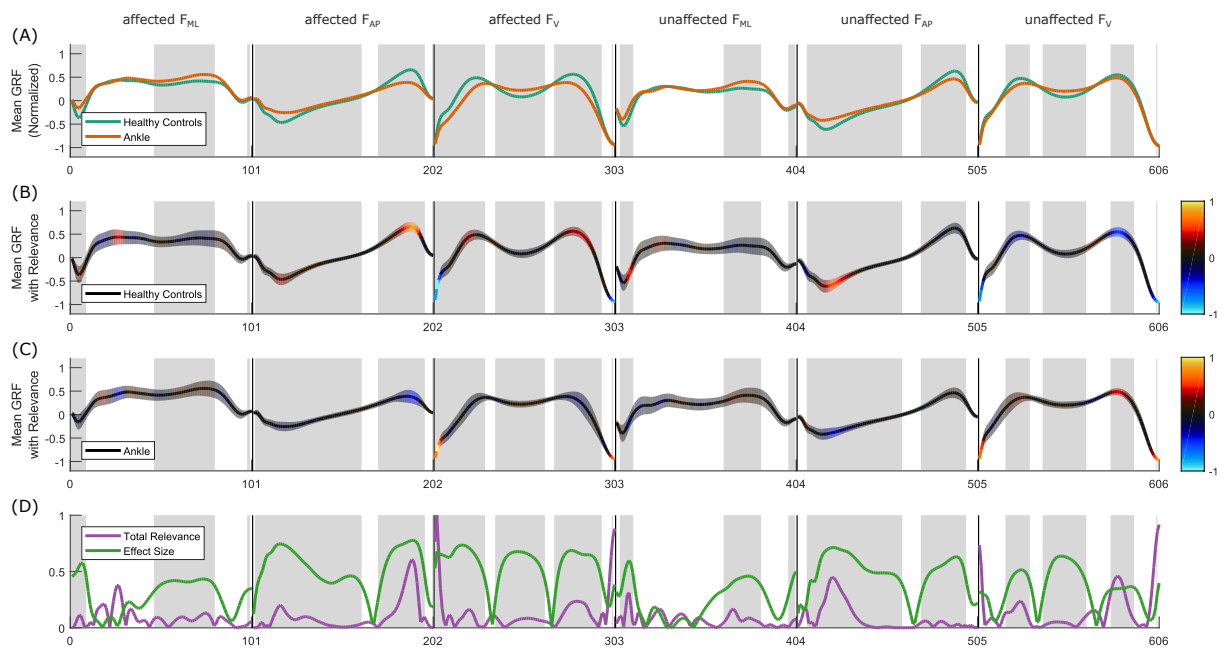 affected F_ML affected F_AP affected F_V unaffected F_ML unaffected F_AP unaffected F_V
(A)
Mean GRF
(Normalized)
1
0.5
0
-0.5
-1
Healthy Controls
Ankle
0 101 202 303 404 505 606
(B)
Mean GRF
with Relevance
1
0.5
0
-0.5
-1
Healthy Controls
1
0
-1
0 101 202 303 404 505 606
(C)
Mean GRF
with Relevance
1
0.5
0
-0.5
-1
Ankle
1
0
-1
0 101 202 303 404 505 606
(D)
1
0.5
0
Total Relevance
Effect Size
0 101 202 303 404 505 606